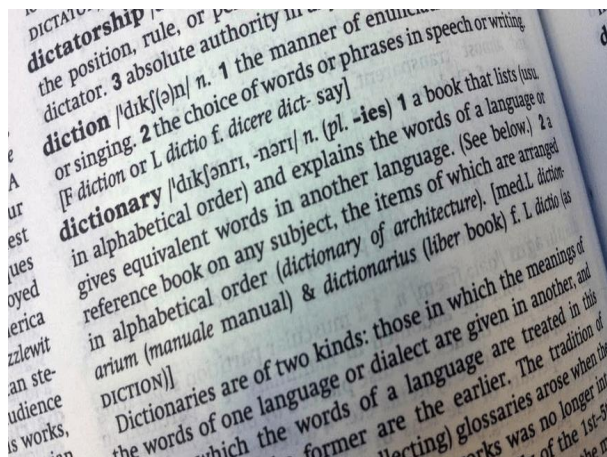 DICTATOR
dictatorship
the position, rule, or
dictator. 3 absolute authority in
diction /ˈdɪkʃ(ə)n/ n. 1 the manner of
or singing. 2 the choice of words or phrases in speech or writing.
[F diction or L dictio f. dicere dict- say]
dictionary /ˈdɪkʃənrɪ, -nərɪ/ n. (pl. -ies) 1 a book that lists (usu.
in alphabetical order) and explains the words of a language or
gives equivalent words in another language. (See below.) 2 a
reference book on any subject, the items of which are arranged
in alphabetical order (dictionary of architecture). [med.L diction-
arium (manuale manual) & dictionarius (liber book) f. L dictio (as
DICTION)]
Dictionaries are of two kinds: those in which the meanings of
the words of one language or dialect are given in another, and
which the words of a language are treated in this
former are the earlier. The tradition of
glossaries arose when the
was no longer
of the 1st-